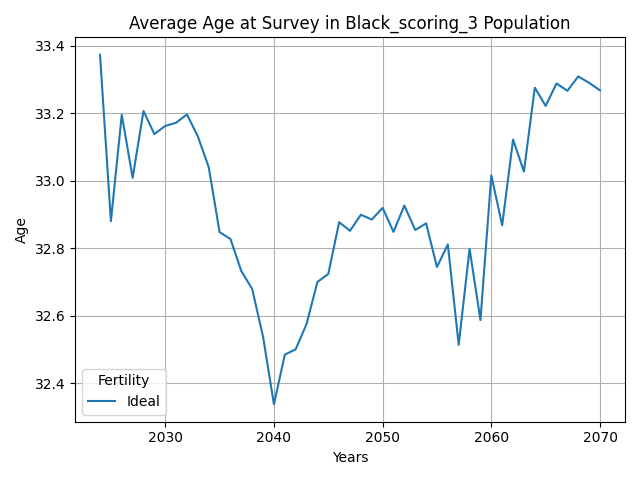 Average Age at Survey in Black_scoring_3 Population
33.4
33.2
33.0
32.8
32.6
32.4
Age
Fertility
Ideal
2030 2040 2050 2060 2070
Years